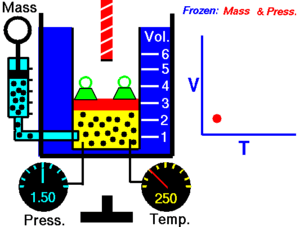 Mass
Frozen: Mass & Press.
Vol.
6
5
4
3
2
1
V
T
1.50
250
Press.
Temp.